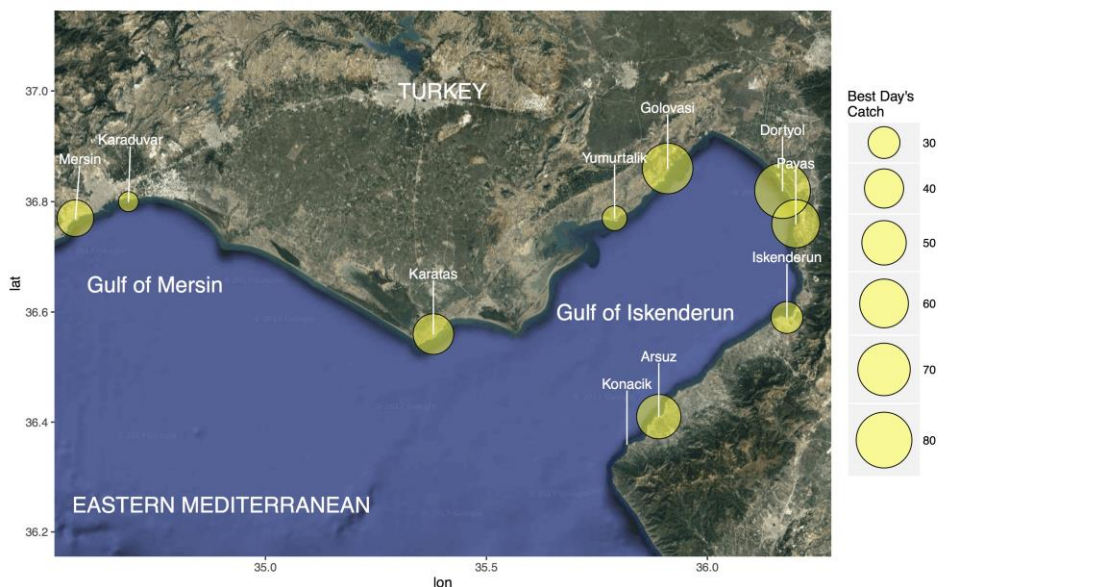 37.0
36.8
36.6
36.4
36.2
lat
35.0
35.5
36.0
lon
TURKEY
Golovasi
Dortyol
Karaduvar
Mersin
Yumurtalik
Payas
Iskenderun
Karatas
Gulf of Mersin
Gulf of Iskenderun
Arsuz
Konacik
EASTERN MEDITERRANEAN
Best Day's
Catch
30
40
50
60
70
80